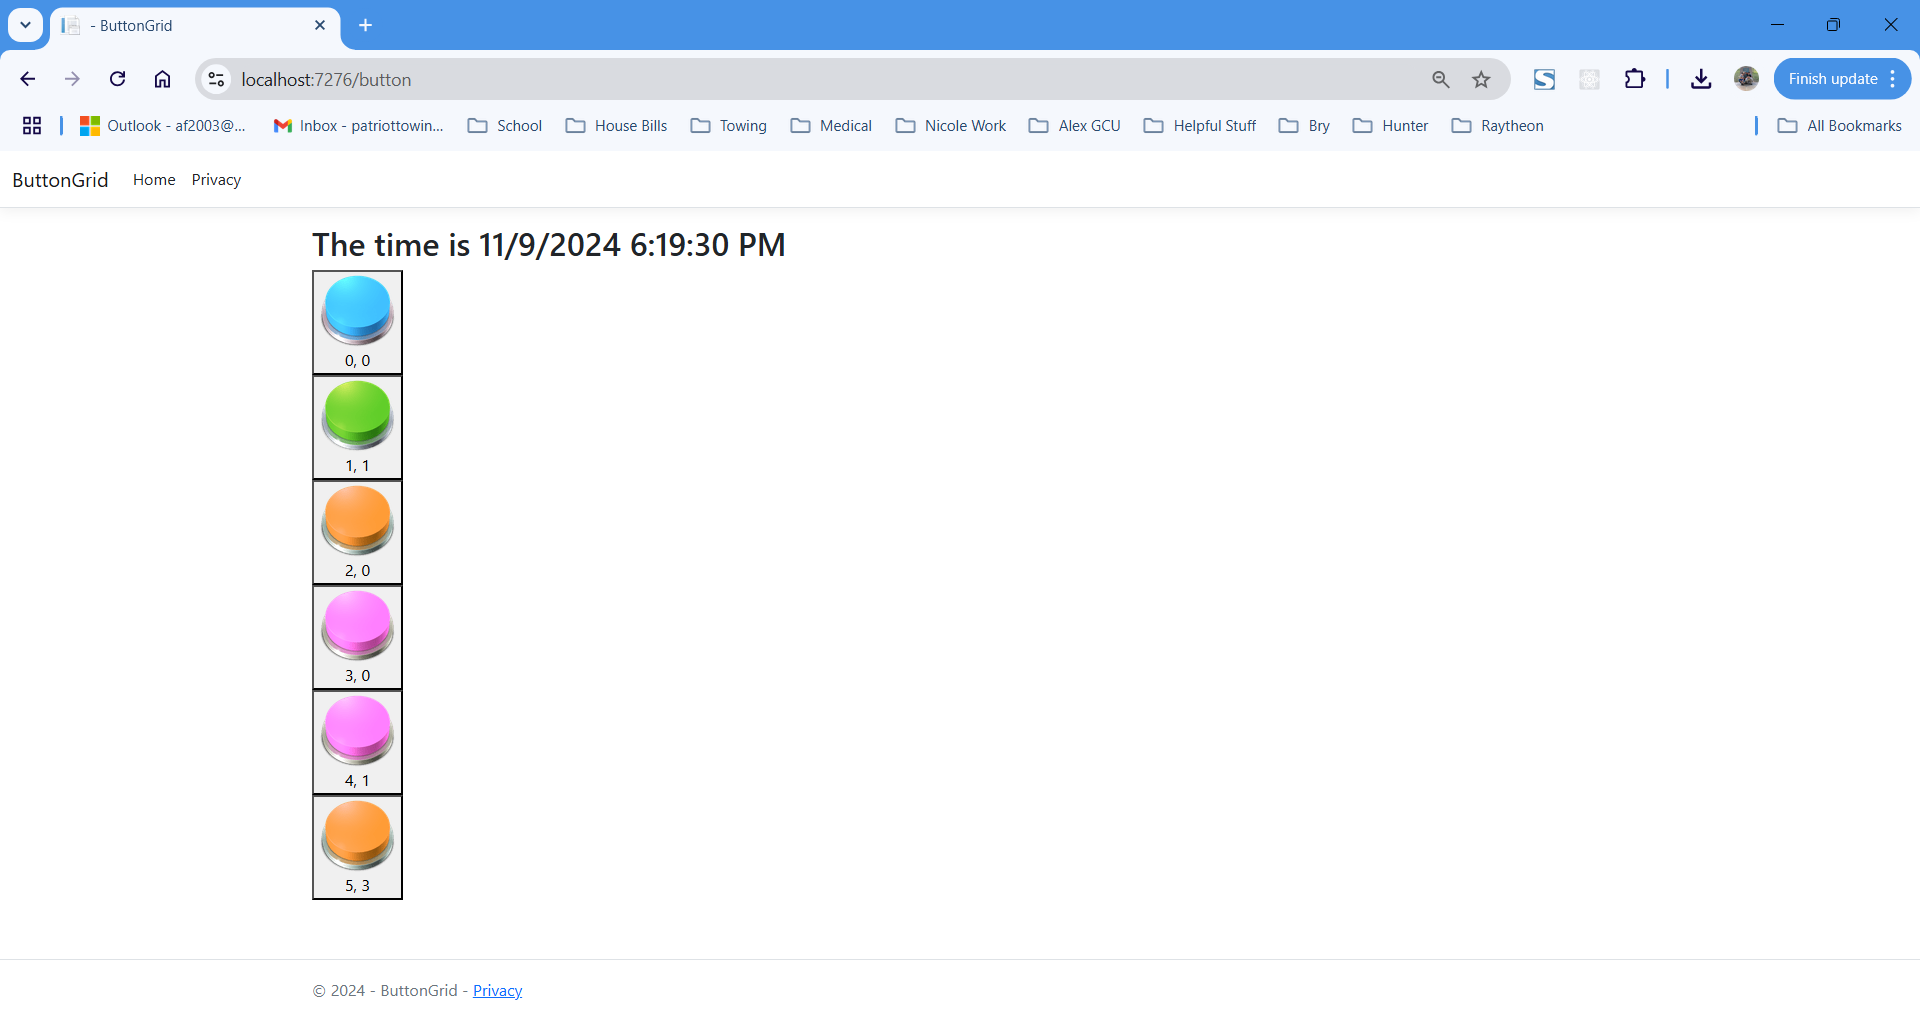 - ButtonGrid
localhost:7276/button
Finish update
Outlook - af2003@... Inbox - patriottowin... School House Bills Towing Medical Nicole Work Alex GCU Helpful Stuff Bry Hunter Raytheon All Bookmarks
ButtonGrid Home Privacy
The time is 11/9/2024 6:19:30 PM
0, 0
1, 1
2, 0
3, 0
4, 1
5, 3
© 2024 - ButtonGrid - Privacy